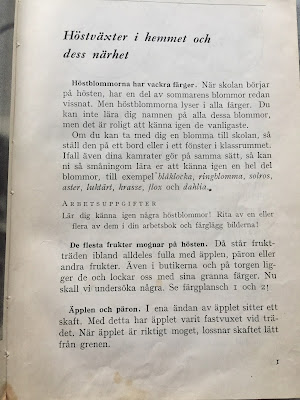 Höstväxter i hemmet och
dess närhet
Höstblommorna har vackra färger. När skolan börjar
på hösten, har en del av sommarens blommor redan
vissnat. Men höstblommorna lyser i alla färger. Du
kan inte lära dig namnen på alla dessa blommor,
men det är roligt att känna igen de vanligaste.
Om du kan ta med dig en blomma till skolan, så
ställ den på ett bord eller i ett fönster i klassrummet.
Ifall även dina kamrater gör på samma sätt, så kan
ni så småningom lära er att känna igen en hel del
blommor, till exempel blåklocka, ringblomma, solros,
aster, luktärt, krasse, flox och dahlia.
ARBETSUPPGIFTER
Lär dig känna igen några höstblommor! Rita av en eller
flera av dem i din arbetsbok och färglägg bilderna!
De flesta frukter mognar på hösten. Då står frukt-
träden ibland alldeles fulla med äpplen, päron eller
andra frukter. Även i butikerna och på torgen ligger
de och lockar oss med sina granna färger. Nu
skall vi undersöka några. Se färgplansch 1 och 2!
Äpplen och päron. I ena ändan av äpplet sitter ett
skaft. Med detta har äpplet varit fastvuxet vid trä-
det. När äpplet är riktigt moget, lossnar skaftet lätt
från grenen.
1